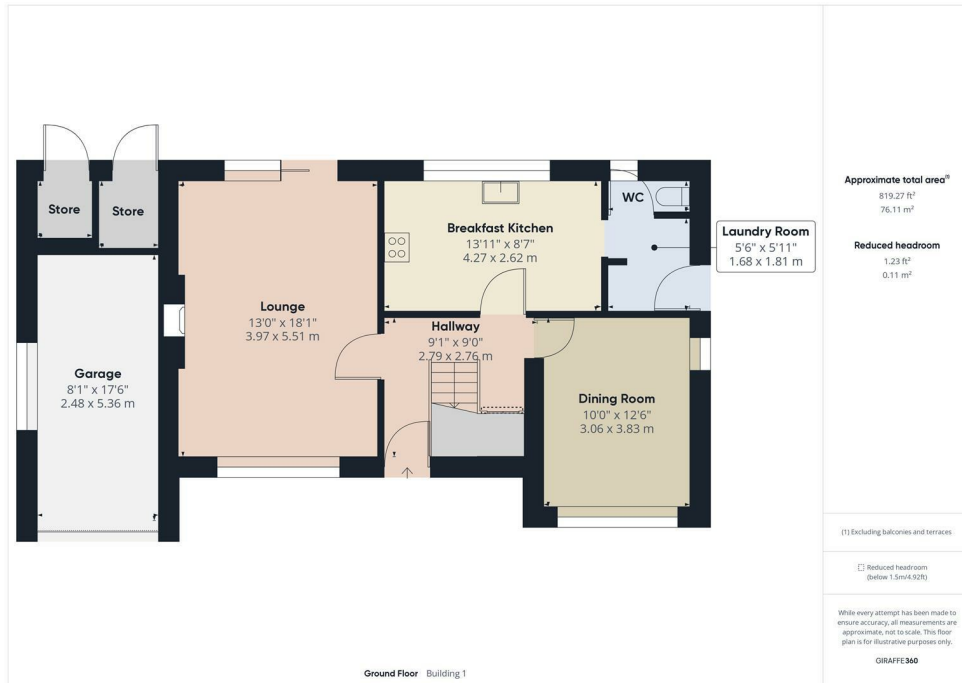 Store
Store
WC
Breakfast Kitchen
13'11" x 8'7"
4.27 x 2.62 m
Laundry Room
5'6" x 5'11"
1.68 x 1.81 m
Lounge
13'0" x 18'1"
3.97 x 5.51 m
Hallway
9'1" x 9'0"
2.79 x 2.76 m
Garage
8'1" x 17'6"
2.48 x 5.36 m
Dining Room
10'0" x 12'6"
3.06 x 3.83 m
Ground Floor Building 1
Approximate total area(1)
819.27 ft²
76.11 m²
Reduced headroom
1.23 ft²
0.11 m²
(1) Excluding balconies and terraces
Reduced headroom
(below 1.5m/4.92ft)
While every attempt has been made to
ensure accuracy, all measurements are
approximate, not to scale. This floor
plan is for illustrative purposes only.
GIRAFFE360